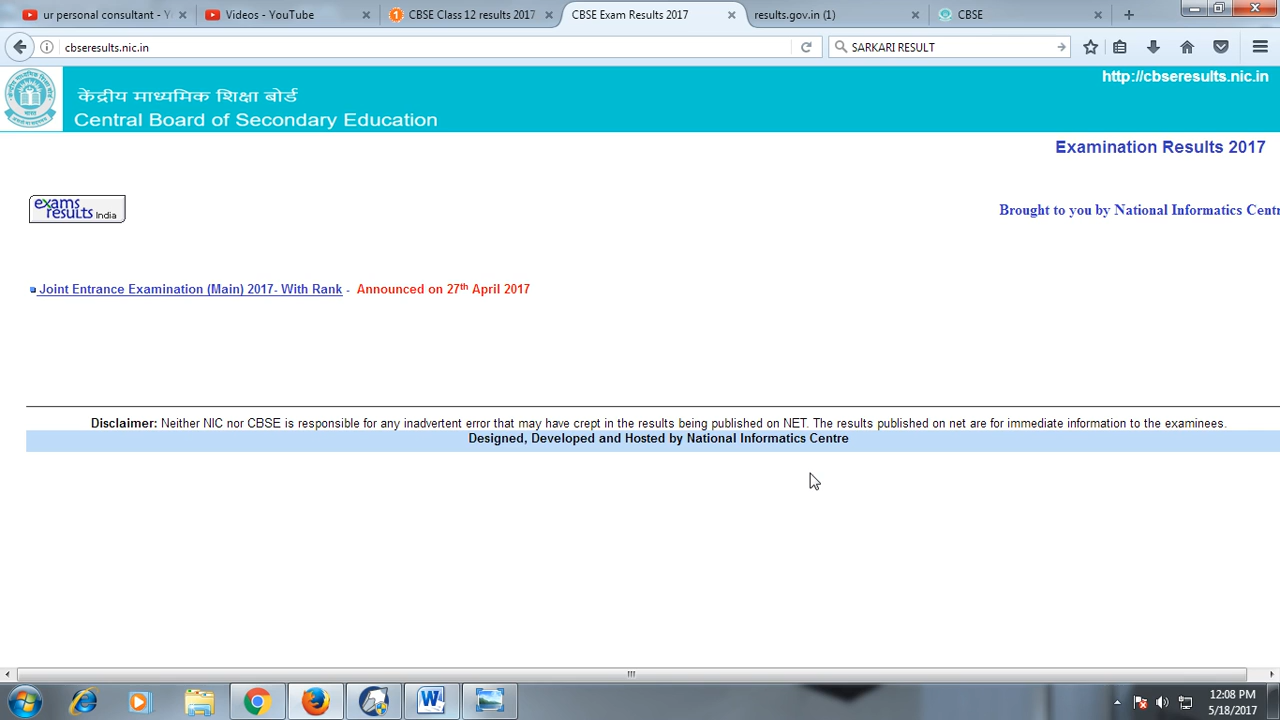 ur personal consultant - Y
Videos - YouTube
CBSE Class 12 results 2017
CBSE Exam Results 2017
results.gov.in (1)
CBSE
cbseresults.nic.in
SARKARI RESULT
http://cbseresults.nic.in
केंद्रीय माध्यमिक शिक्षा बोर्ड
Central Board of Secondary Education
Examination Results 2017
exams
results India
Brought to you by National Informatics Centr
Joint Entrance Examination (Main) 2017- With Rank - Announced on 27th April 2017
Disclaimer: Neither NIC nor CBSE is responsible for any inadvertent error that may have crept in the results being published on NET. The results published on net are for immediate information to the examinees.
Designed, Developed and Hosted by National Informatics Centre
12:08 PM
5/18/2017